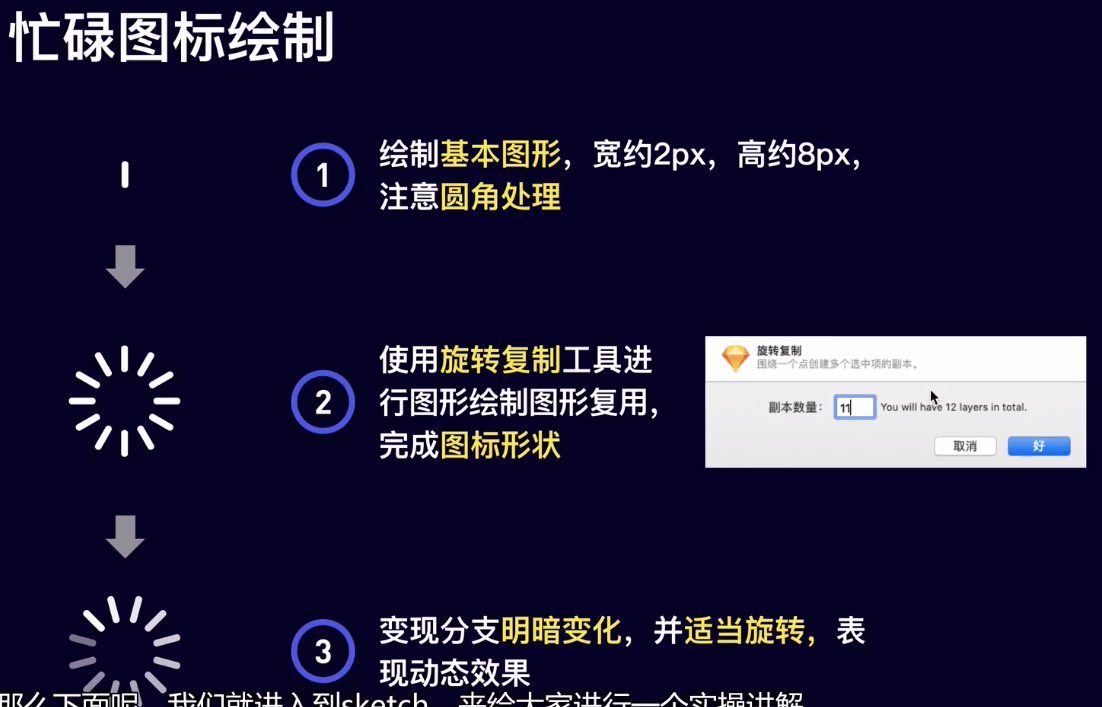 忙碌图标绘制
1
绘制基本图形，宽约2px，高约8px，
注意圆角处理
2
使用旋转复制工具进
行图形绘制图形复用，
完成图标形状
旋转复制
围绕一个点创建多个选中项的副本。
副本数量： 11 You will have 12 layers in total.
取消 好
3
变现分支明暗变化，并适当旋转，表
现动态效果
那么下面呢，我们就进入到sketch，来给大家进行一个实操讲解